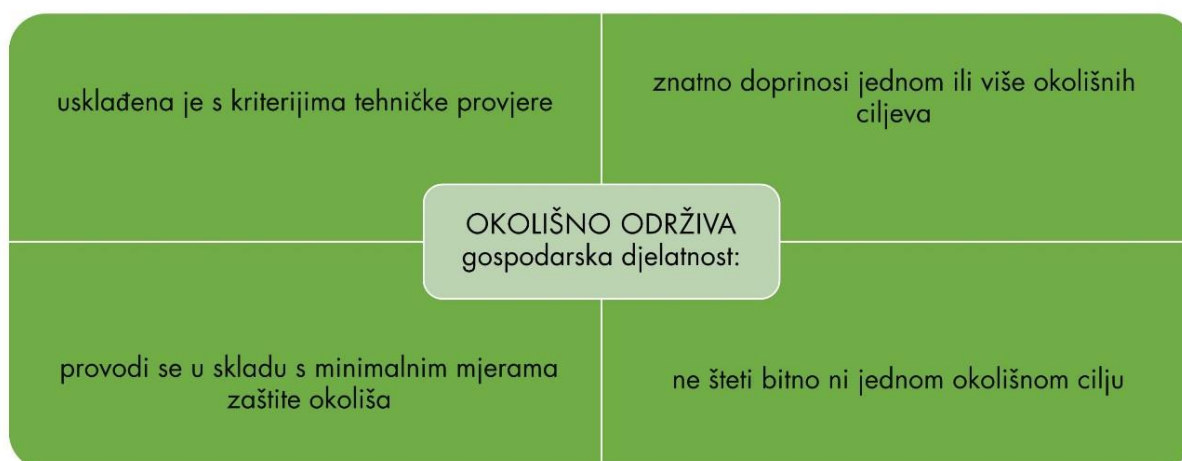 usklađena je s kriterijima tehničke provjere
znatno doprinosi jednom ili više okolišnih
ciljeva
OKOLIŠNO ODRŽIVA
gospodarska djelatnost:
provodi se u skladu s minimalnim mjerama
zaštite okoliša
ne šteti bitno ni jednom okolišnom cilju